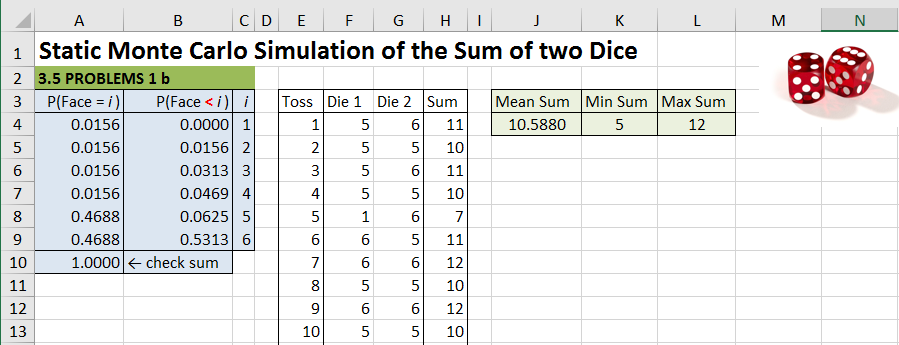 A B C D E F G H I J K L M N
1 Static Monte Carlo Simulation of the Sum of two Dice
2 3.5 PROBLEMS 1 b
3 P(Face = i) P(Face < i) i Toss Die 1 Die 2 Sum Mean Sum Min Sum Max Sum
4 0.0156 0.0000 1 1 5 6 11 10.5880 5 12
5 0.0156 0.0156 2 2 5 5 10
6 0.0156 0.0313 3 3 5 6 11
7 0.0156 0.0469 4 4 5 5 10
8 0.4688 0.0625 5 5 1 6 7
9 0.4688 0.5313 6 6 6 5 11
10 1.0000 ← check sum 7 6 6 12
11 8 5 5 10
12 9 6 6 12
13 10 5 5 10